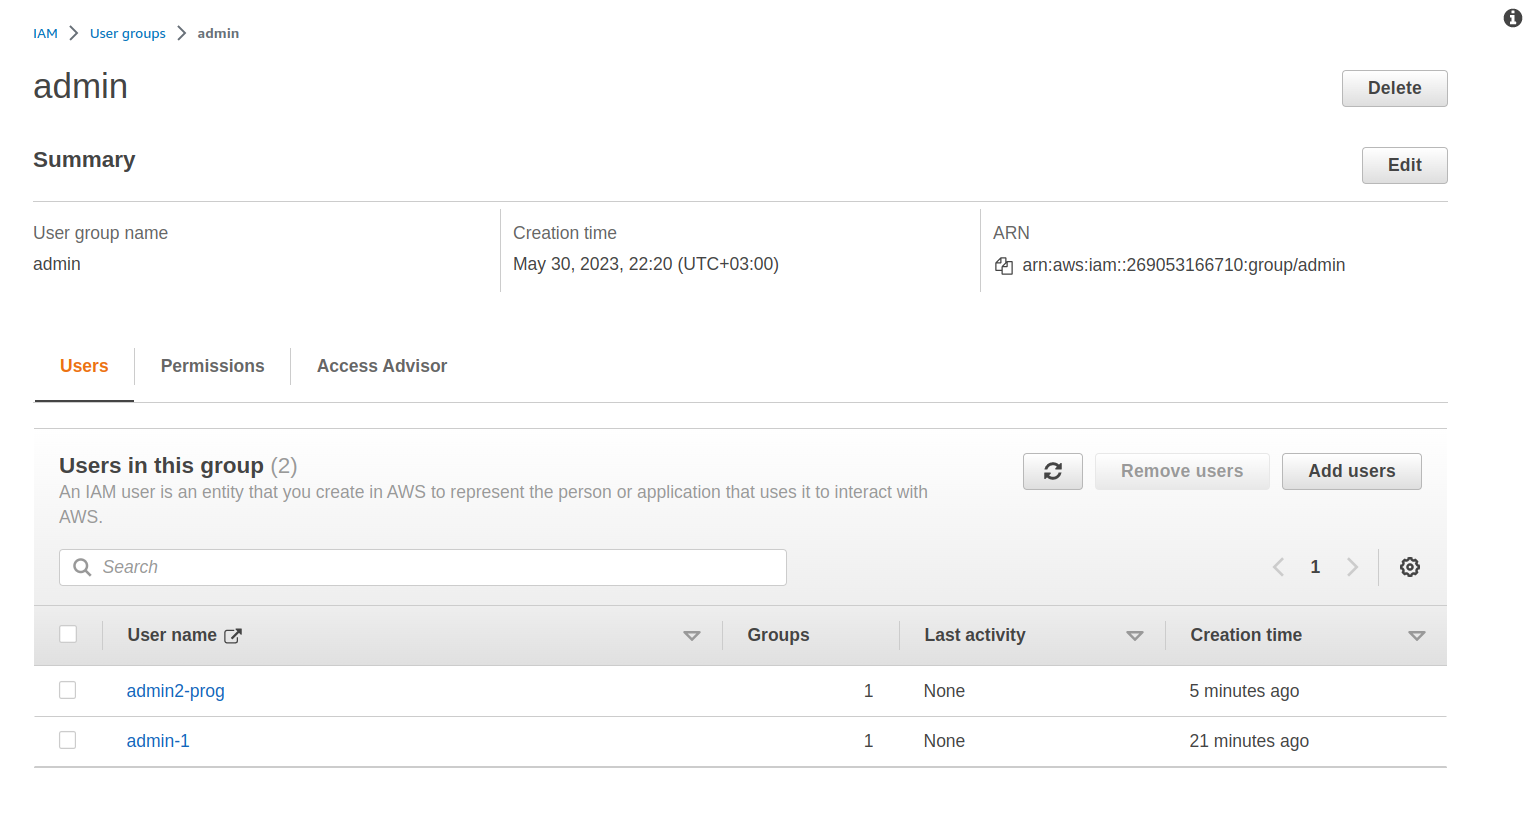 IAM > User groups > admin
admin
Delete
Summary
Edit
User group name
admin
Creation time
May 30, 2023, 22:20 (UTC+03:00)
ARN
arn:aws:iam::269053166710:group/admin
Users
Permissions
Access Advisor
Users in this group (2)
An IAM user is an entity that you create in AWS to represent the person or application that uses it to interact with
AWS.
Remove users
Add users
Search
1
User name
Groups
Last activity
Creation time
admin2-prog 1 None 5 minutes ago
admin-1 1 None 21 minutes ago